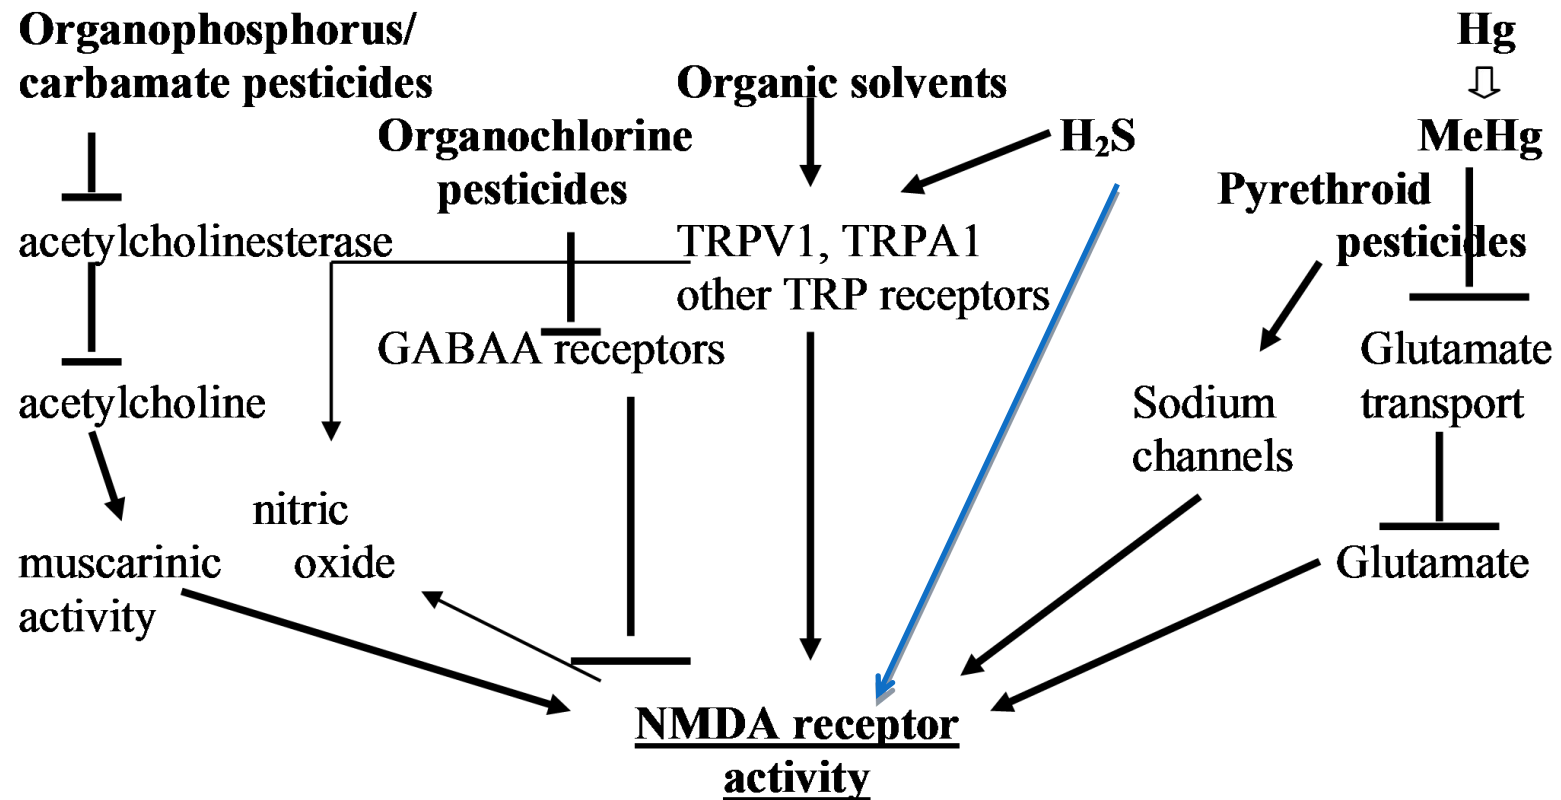 Organophosphorus/
carbamate pesticides
Organochlorine
pesticides
Organic solvents
H₂S
Hg
MeHg
Pyrethroid
pesticides
acetylcholinesterase
TRPV1, TRPA1
other TRP receptors
GABAA receptors
Glutamate
transport
Sodium
channels
acetylcholine
nitric
oxide
muscarinic
activity
Glutamate
NMDA receptor
activity